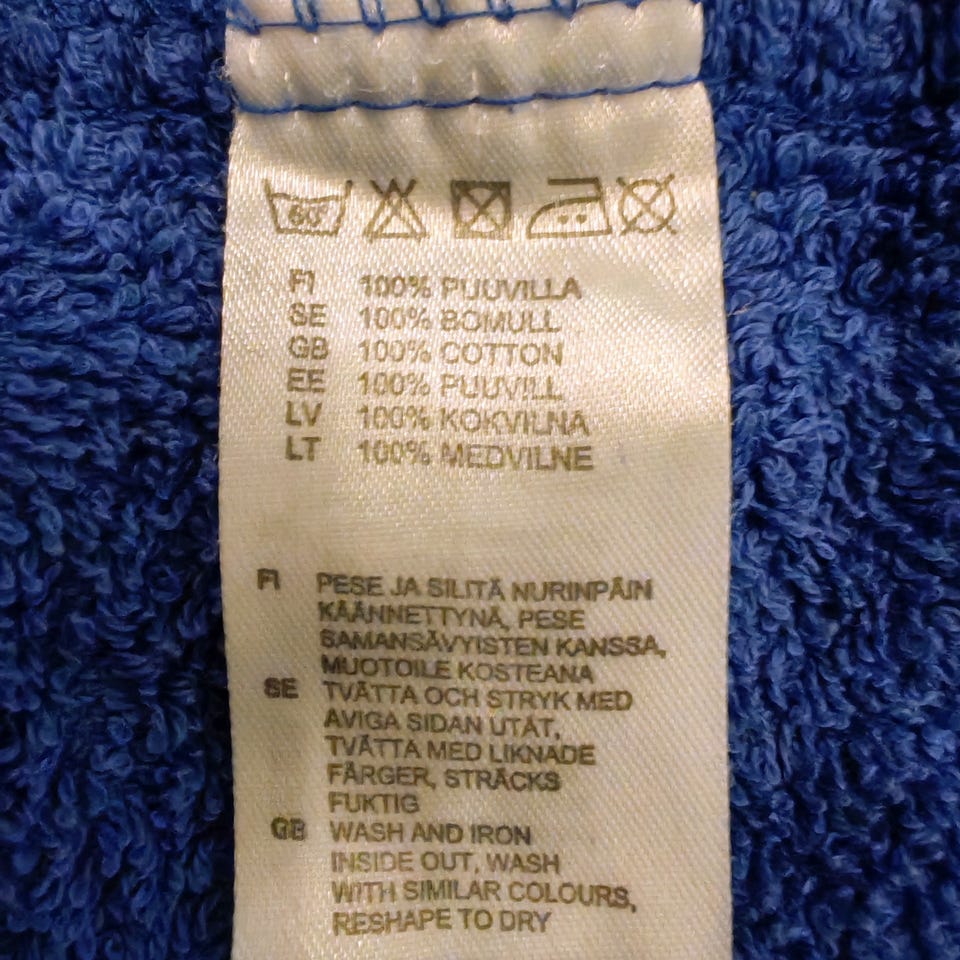 60°
FI 100% PUUVILLA
SE 100% BOMULL
GB 100% COTTON
EE 100% PUUVILL
LV 100% KOKVILNA
LT 100% MEDVILNE
FI PESE JA SILITÄ NURINPÄIN
KÄÄNNETTYNÄ, PESE
SAMANSÄVYISTEN KANSSA,
MUOTOILE KOSTEANA
SE TVÄTTA OCH STRYK MED
AVIGA SIDAN UTÅT,
TVÄTTA MED LIKNADE
FÄRGER, STRÄCKS
FUKTIG
GB WASH AND IRON
INSIDE OUT, WASH
WITH SIMILAR COLOURS,
RESHAPE TO DRY